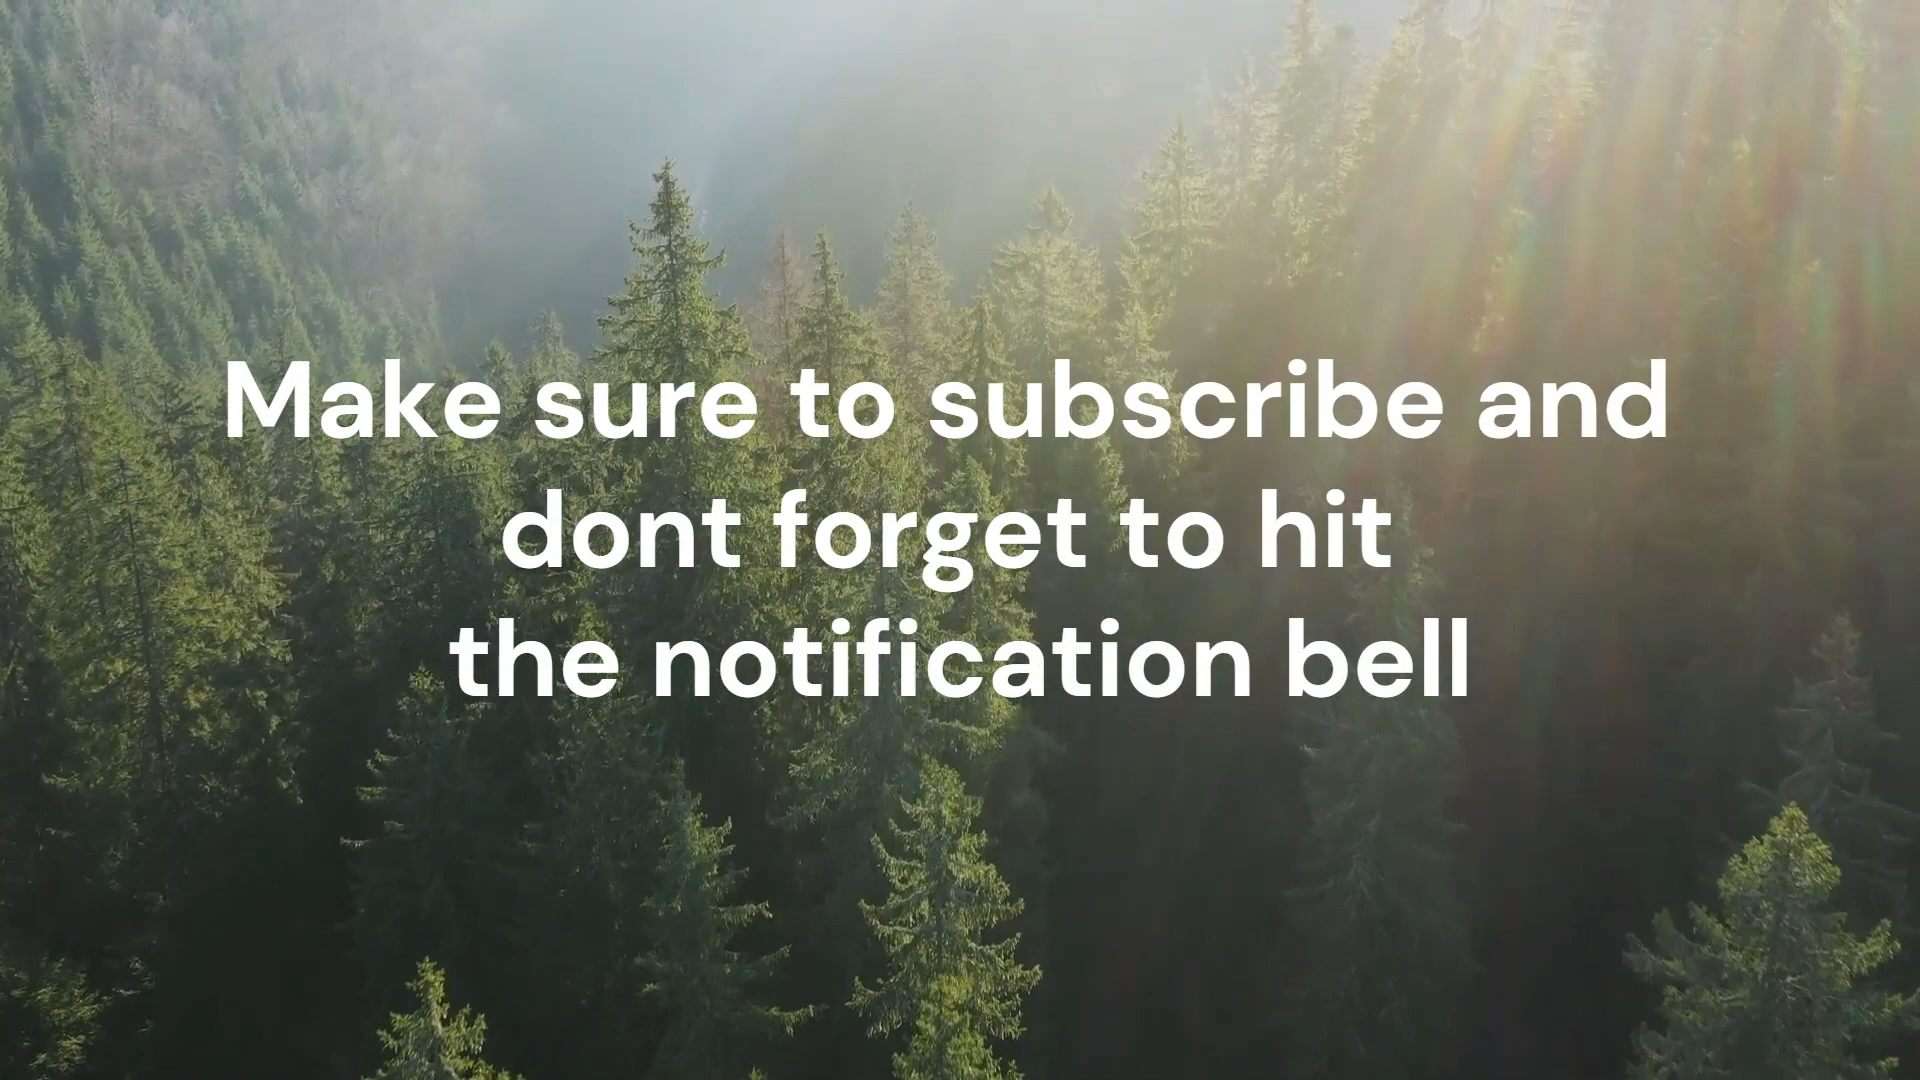 Make sure to subscribe and
dont forget to hit
the notification bell